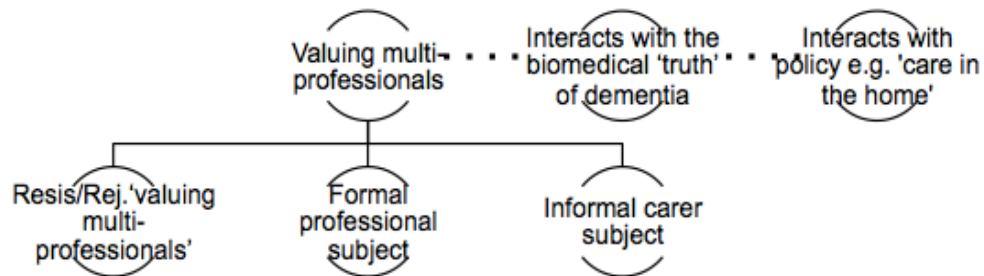 Valuing multi-
professionals
Interacts with the
biomedical ‘truth’
of dementia
Interacts with
policy e.g. 'care in
the home'
Resis/Rej.‘valuing
multi-
professionals’
Formal
professional
subject
Informal carer
subject